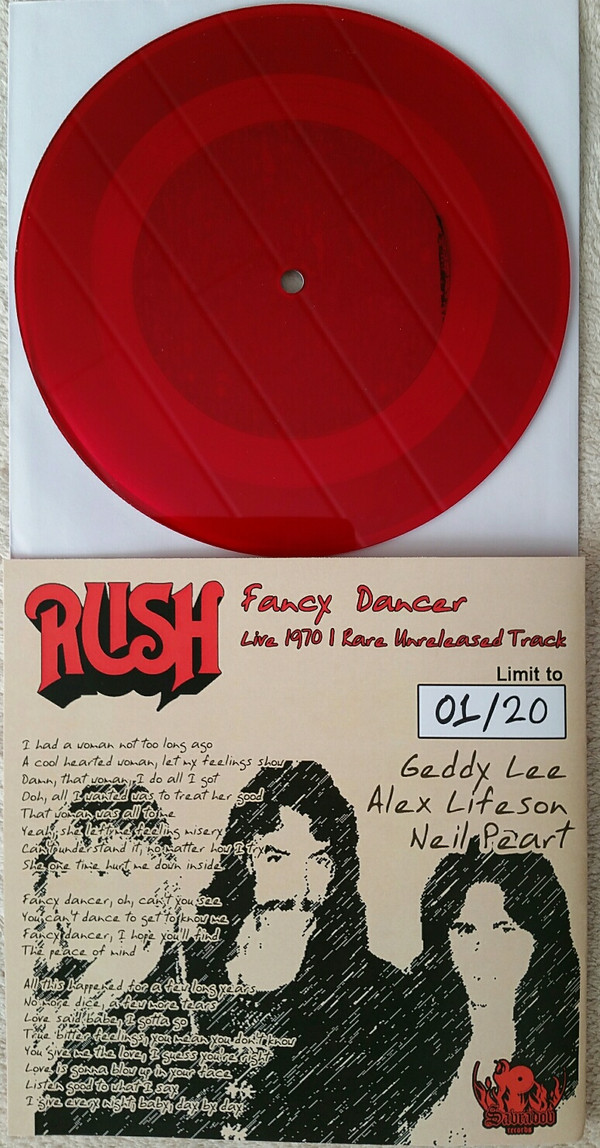 RUSH
Fancy Dancer
Live 1970 | Rare Unreleased Track
Limit to
01/20
Geddy Lee
Alex Lifeson
Neil Peart
I had a woman not too long ago
A cool hearted woman, let my feelings show
Damn, that woman, I do all I got
Ooh, all I wanted was to treat her good
That woman was all to me
Yeah, she left me feeling misery
Can't understand it, no matter how I try
She one time hurt me down inside
Fancy dancer, oh, can't you see
You can't dance to get to know me
Fancy dancer, I hope you'll find
The peace of mind
All this happened for a few long years
No more dice, a few more tears
Love said babe, I gotta go
True bitter feelings, you mean you don't know
You give me the love, I guess you're right
Love is gonna blow up in your face
Listen good to what I say
I give every night, baby, day by day
records